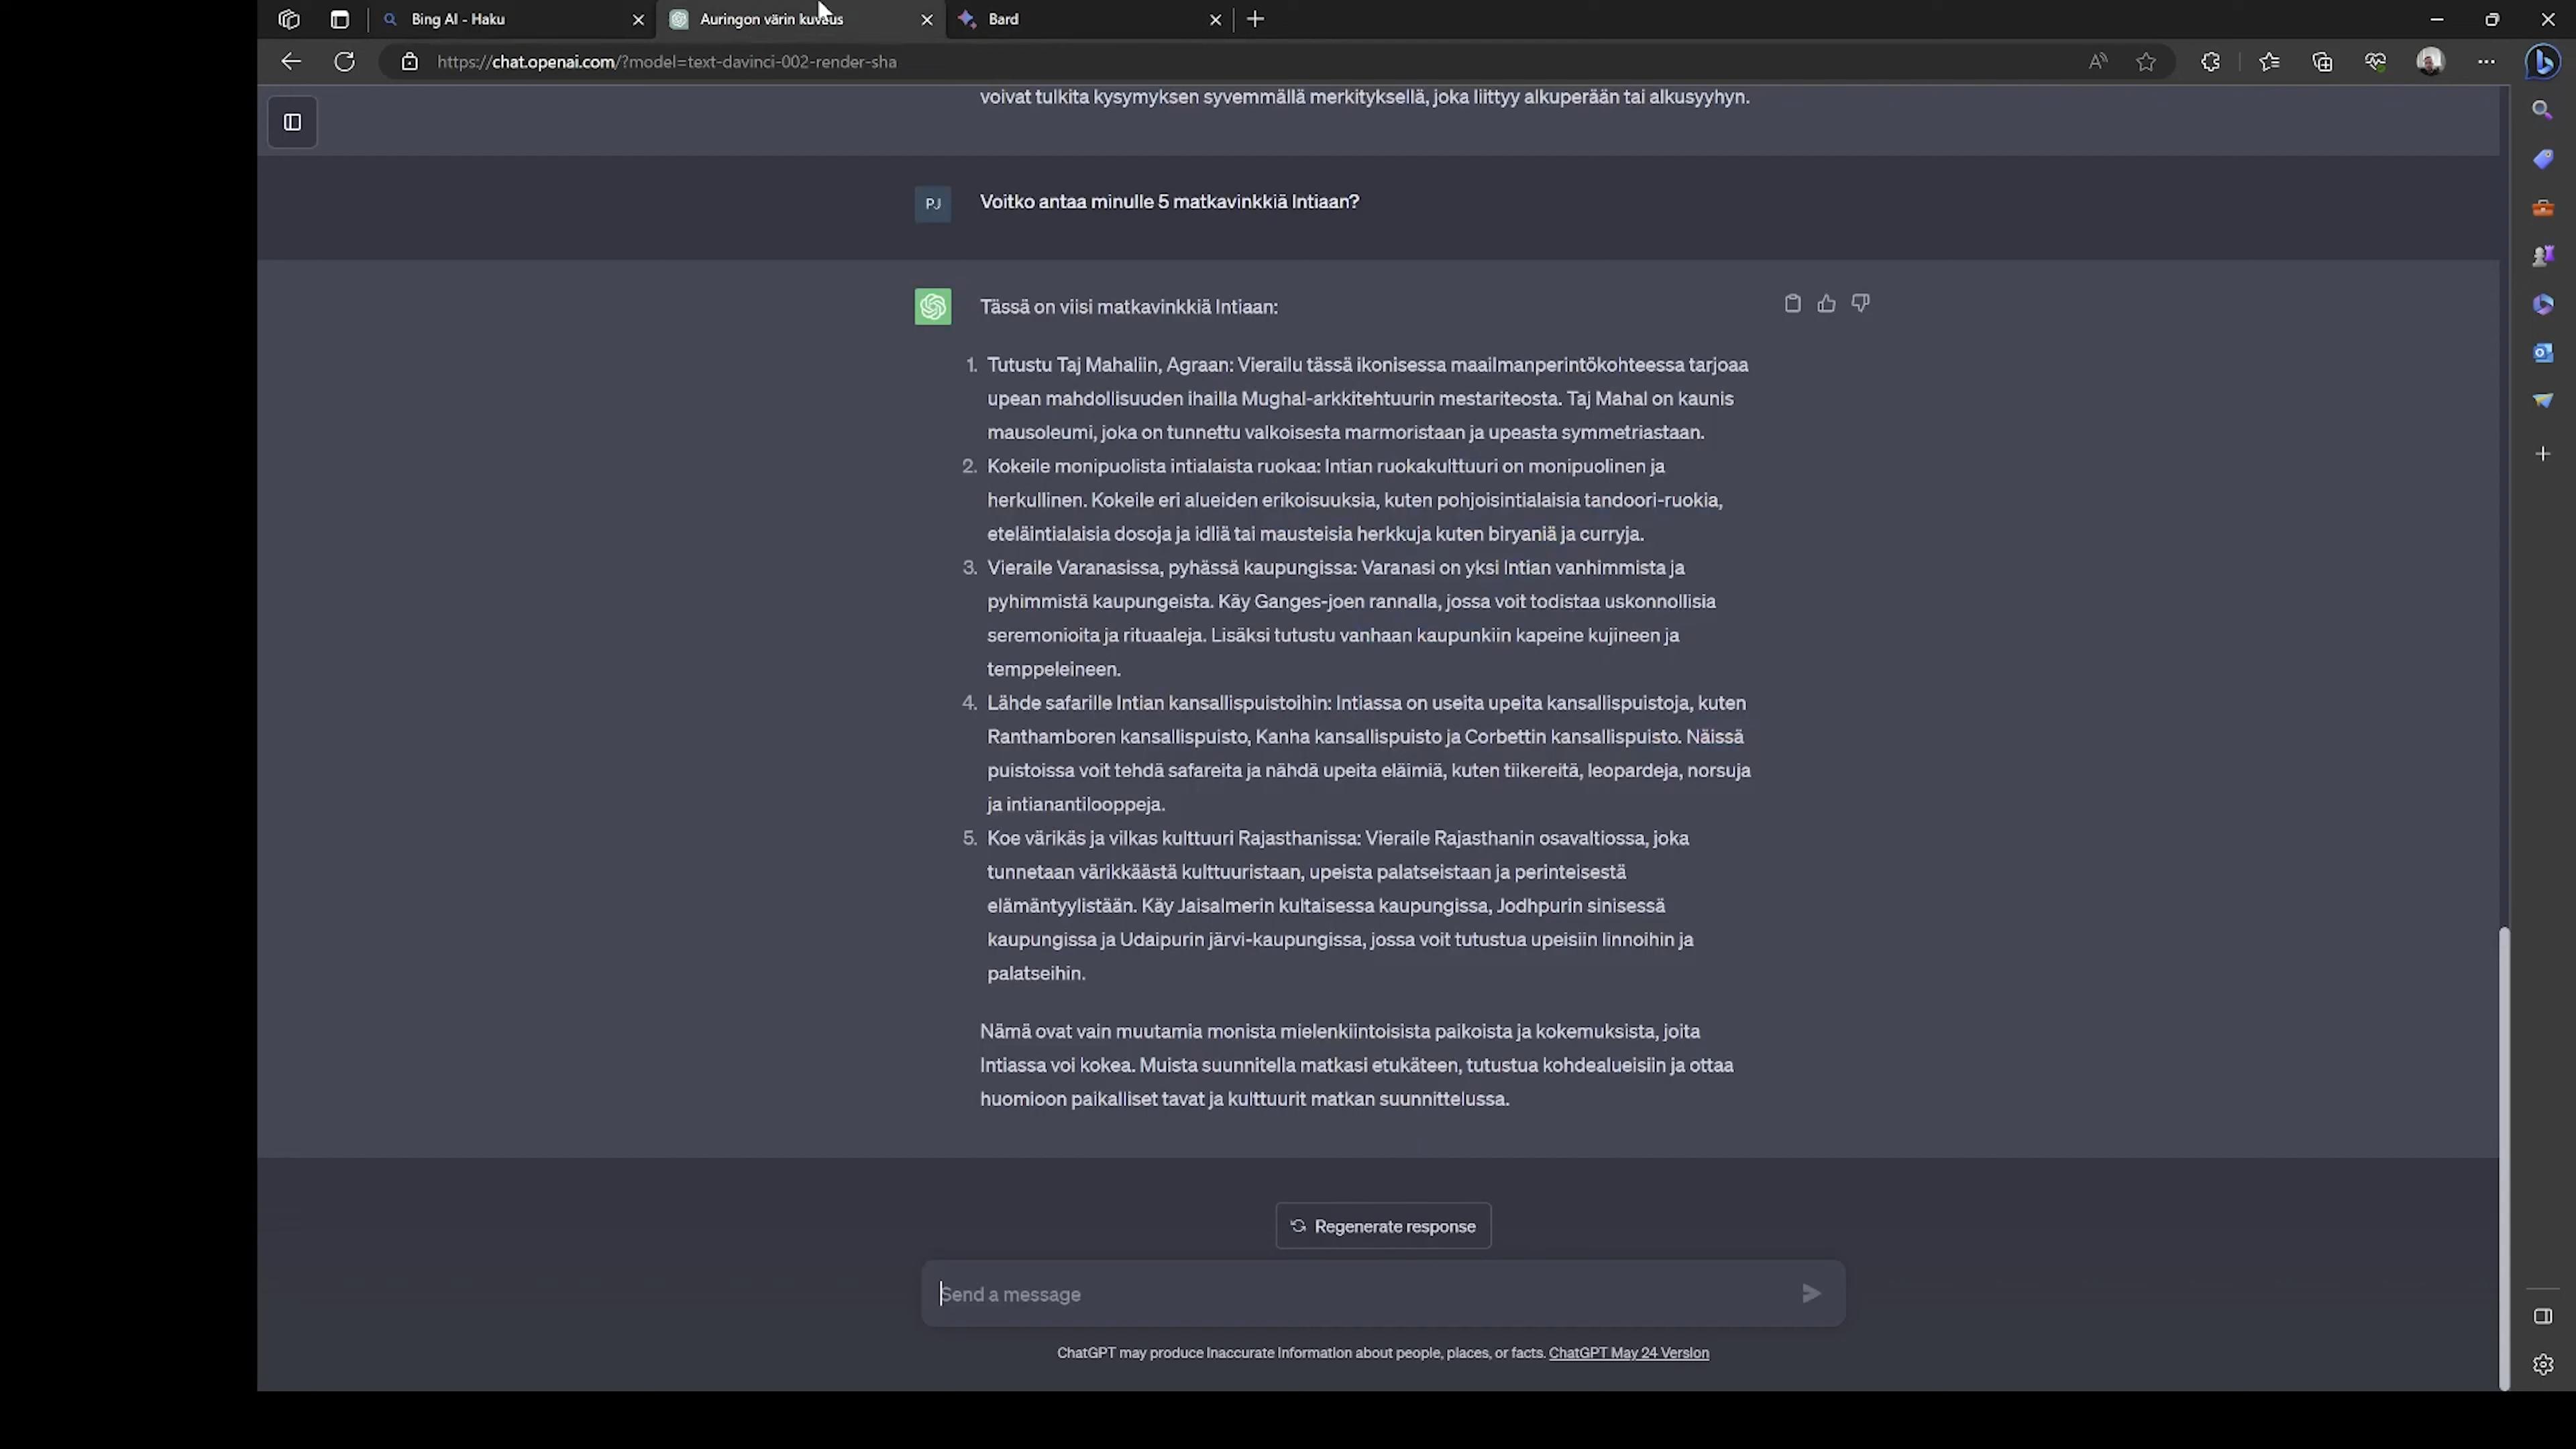 Bing AI - Haku
Auringon värin kuvaus
Bard
https://chat.openai.com/?model=text-davinci-002-render-sha
voivat tulkita kysymyksen syvemmällä merkityksellä, joka liittyy alkuperään tai alkusyyhyn.
PJ
Voitko antaa minulle 5 matkavinkkiä Intiaan?
Tässä on viisi matkavinkkiä Intiaan:
1. Tutustu Taj Mahaliin, Agraan: Vierailu tässä ikonisessa maailmanperintökohteessa tarjoaa
upean mahdollisuuden ihailla Mughal-arkkitehtuurin mestariteosta. Taj Mahal on kaunis
mausoleumi, joka on tunnettu valkoisesta marmoristaan ja upeasta symmetriastaan.
2. Kokeile monipuolista intialaista ruokaa: Intian ruokakulttuuri on monipuolinen ja
herkullinen. Kokeile eri alueiden erikoisuuksia, kuten pohjoisintialaisia tandoori-ruokia,
eteläintialaisia dosoja ja idliä tai mausteisia herkkuja kuten biryaniä ja curryja.
3. Vieraile Varanasissa, pyhässä kaupungissa: Varanasi on yksi Intian vanhimmista ja
pyhimmistä kaupungeista. Käy Ganges-joen rannalla, jossa voit todistaa uskonnollisia
seremonioita ja rituaaleja. Lisäksi tutustu vanhaan kaupunkiin kapeine kujineen ja
temppeleineen.
4. Lähde safarille Intian kansallispuistoihin: Intiassa on useita upeita kansallispuistoja, kuten
Ranthamboren kansallispuisto, Kanha kansallispuisto ja Corbettin kansallispuisto. Näissä
puistoissa voit tehdä safareita ja nähdä upeita eläimiä, kuten tiikereitä, leopardeja, norsuja
ja intianantilooppeja.
5. Koe värikäs ja vilkas kulttuuri Rajasthanissa: Vieraile Rajasthanin osavaltiossa, joka
tunnetaan värikkäästä kulttuuristaan, upeista palatseistaan ja perinteisestä
elämäntyylistään. Käy Jaisalmerin kultaisessa kaupungissa, Jodhpurin sinisessä
kaupungissa ja Udaipurin järvi-kaupungissa, jossa voit tutustua upeisiin linnoihin ja
palatseihin.
Nämä ovat vain muutamia monista mielenkiintoisista paikoista ja kokemuksista, joita
Intiassa voi kokea. Muista suunnitella matkasi etukäteen, tutustua kohdealueisiin ja ottaa
huomioon paikalliset tavat ja kulttuurit matkan suunnittelussa.
Regenerate response
Send a message
ChatGPT may produce inaccurate information about people, places, or facts. ChatGPT May 24 Version